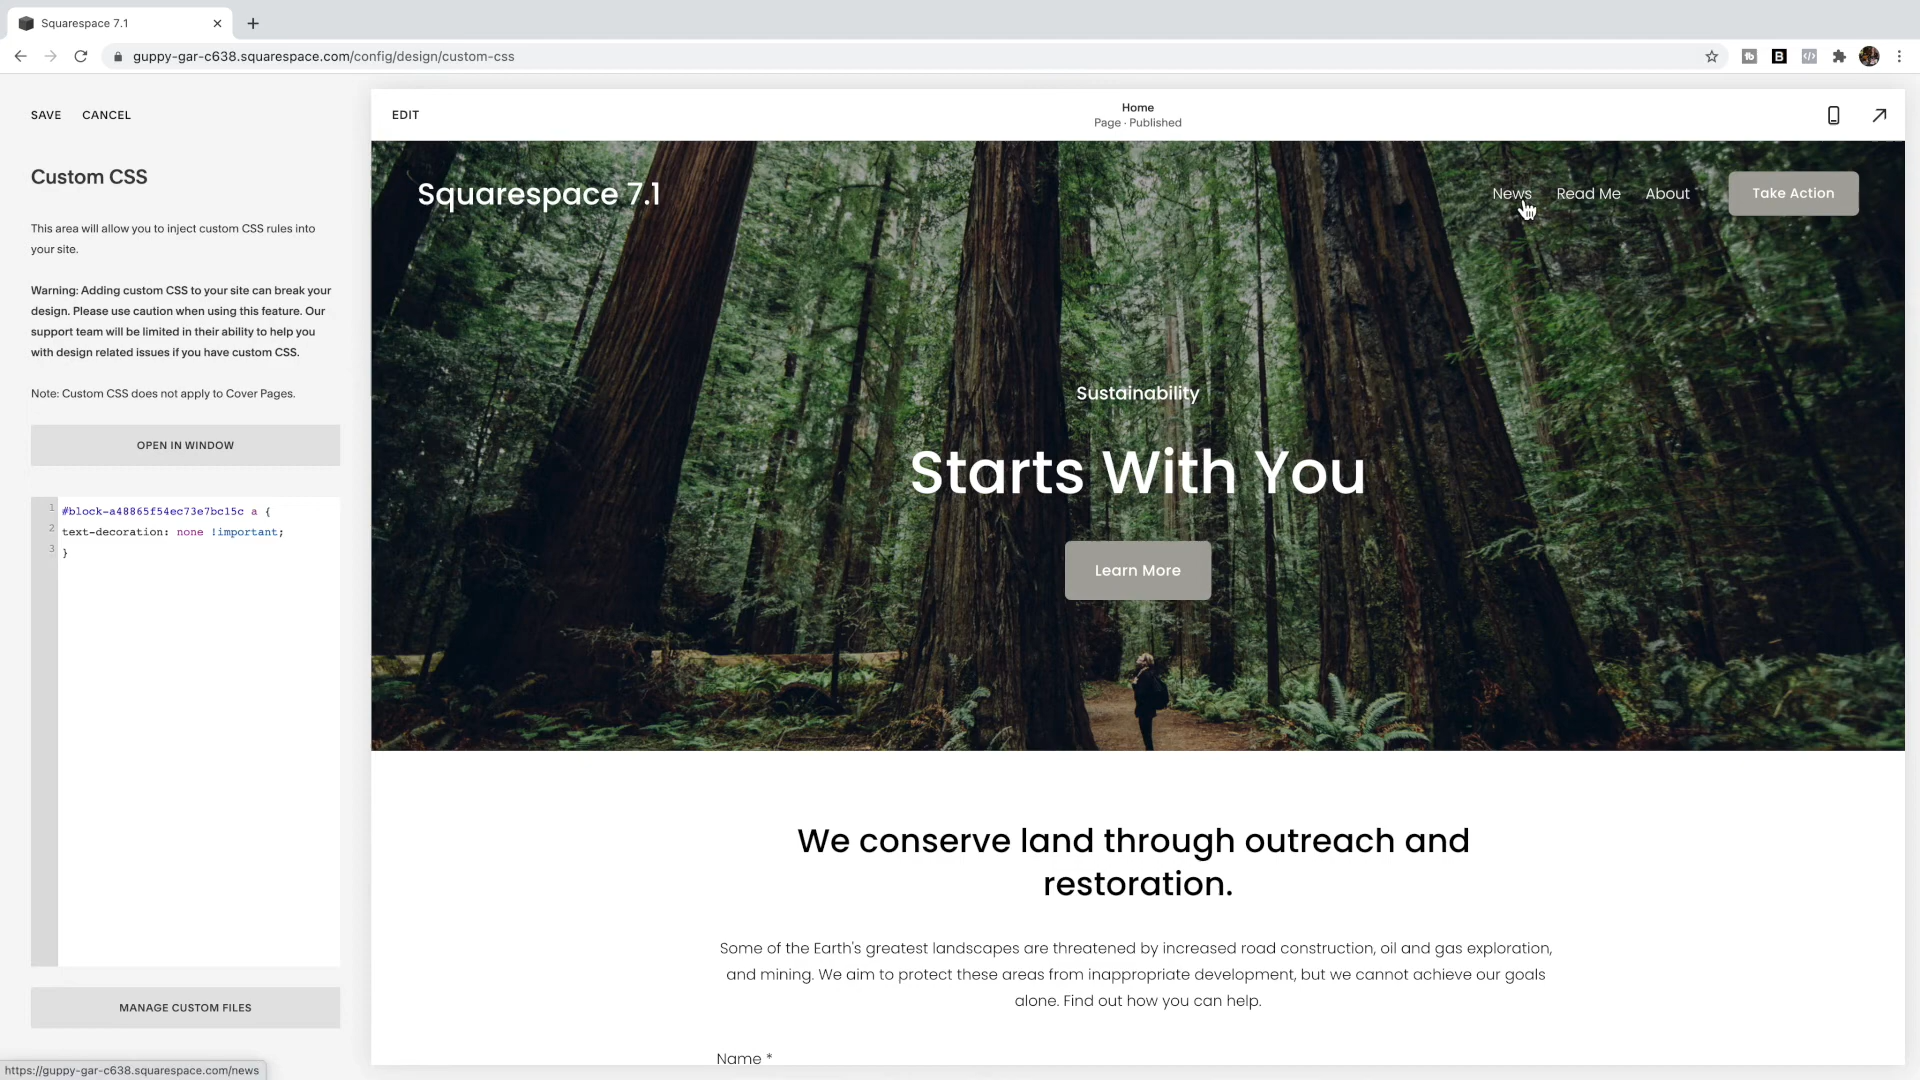 Squarespace 7.1
guppy-gar-c638.squarespace.com/config/design/custom-css
SAVE CANCEL
EDIT
Home
Page · Published
Custom CSS
This area will allow you to inject custom CSS rules into
your site.
Warning: Adding custom CSS to your site can break your
design. Please use caution when using this feature. Our
support team will be limited in their ability to help you
with design related issues if you have custom CSS.
Note: Custom CSS does not apply to Cover Pages.
OPEN IN WINDOW
1 #block-a48865f54ec73e7bc15c a {
2 text-decoration: none !important;
3 }
MANAGE CUSTOM FILES
https://guppy-gar-c638.squarespace.com/news
Squarespace 7.1
News Read Me About Take Action
Sustainability
Starts With You
Learn More
We conserve land through outreach and
restoration.
Some of the Earth's greatest landscapes are threatened by increased road construction, oil and gas exploration,
and mining. We aim to protect these areas from inappropriate development, but we cannot achieve our goals
alone. Find out how you can help.
Name *